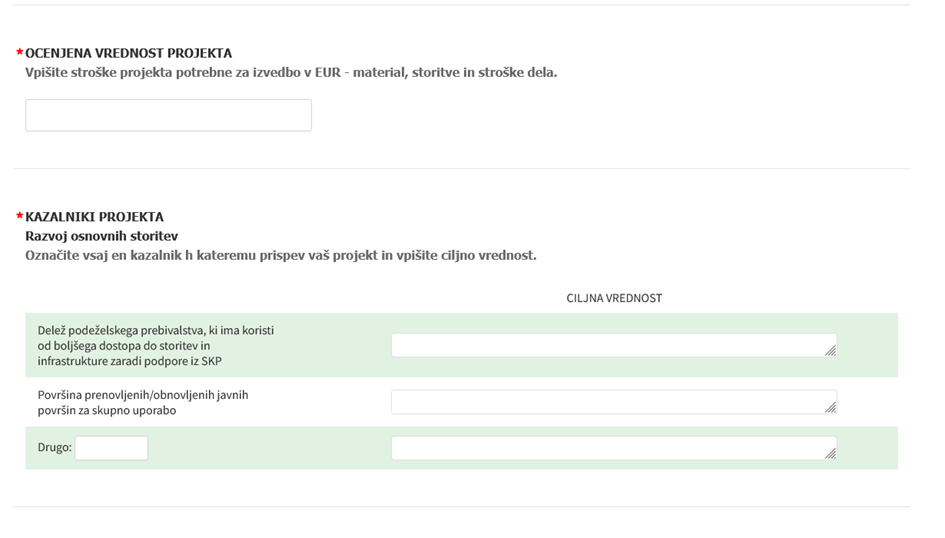 * OCENJENA VREDNOST PROJEKTA
Vpišite stroške projekta potrebne za izvedbo v EUR - material, storitve in stroške dela.
* KAZALNIKI PROJEKTA
Razvoj osnovnih storitev
Označite vsaj en kazalnik h kateremu prispev vaš projekt in vpišite ciljno vrednost.
CILJNA VREDNOST
Delež podeželskega prebivalstva, ki ima koristi
od boljšega dostopa do storitev in
infrastrukture zaradi podpore iz SKP
Površina prenovljenih/obnovljenih javnih
površin za skupno uporabo
Drugo: